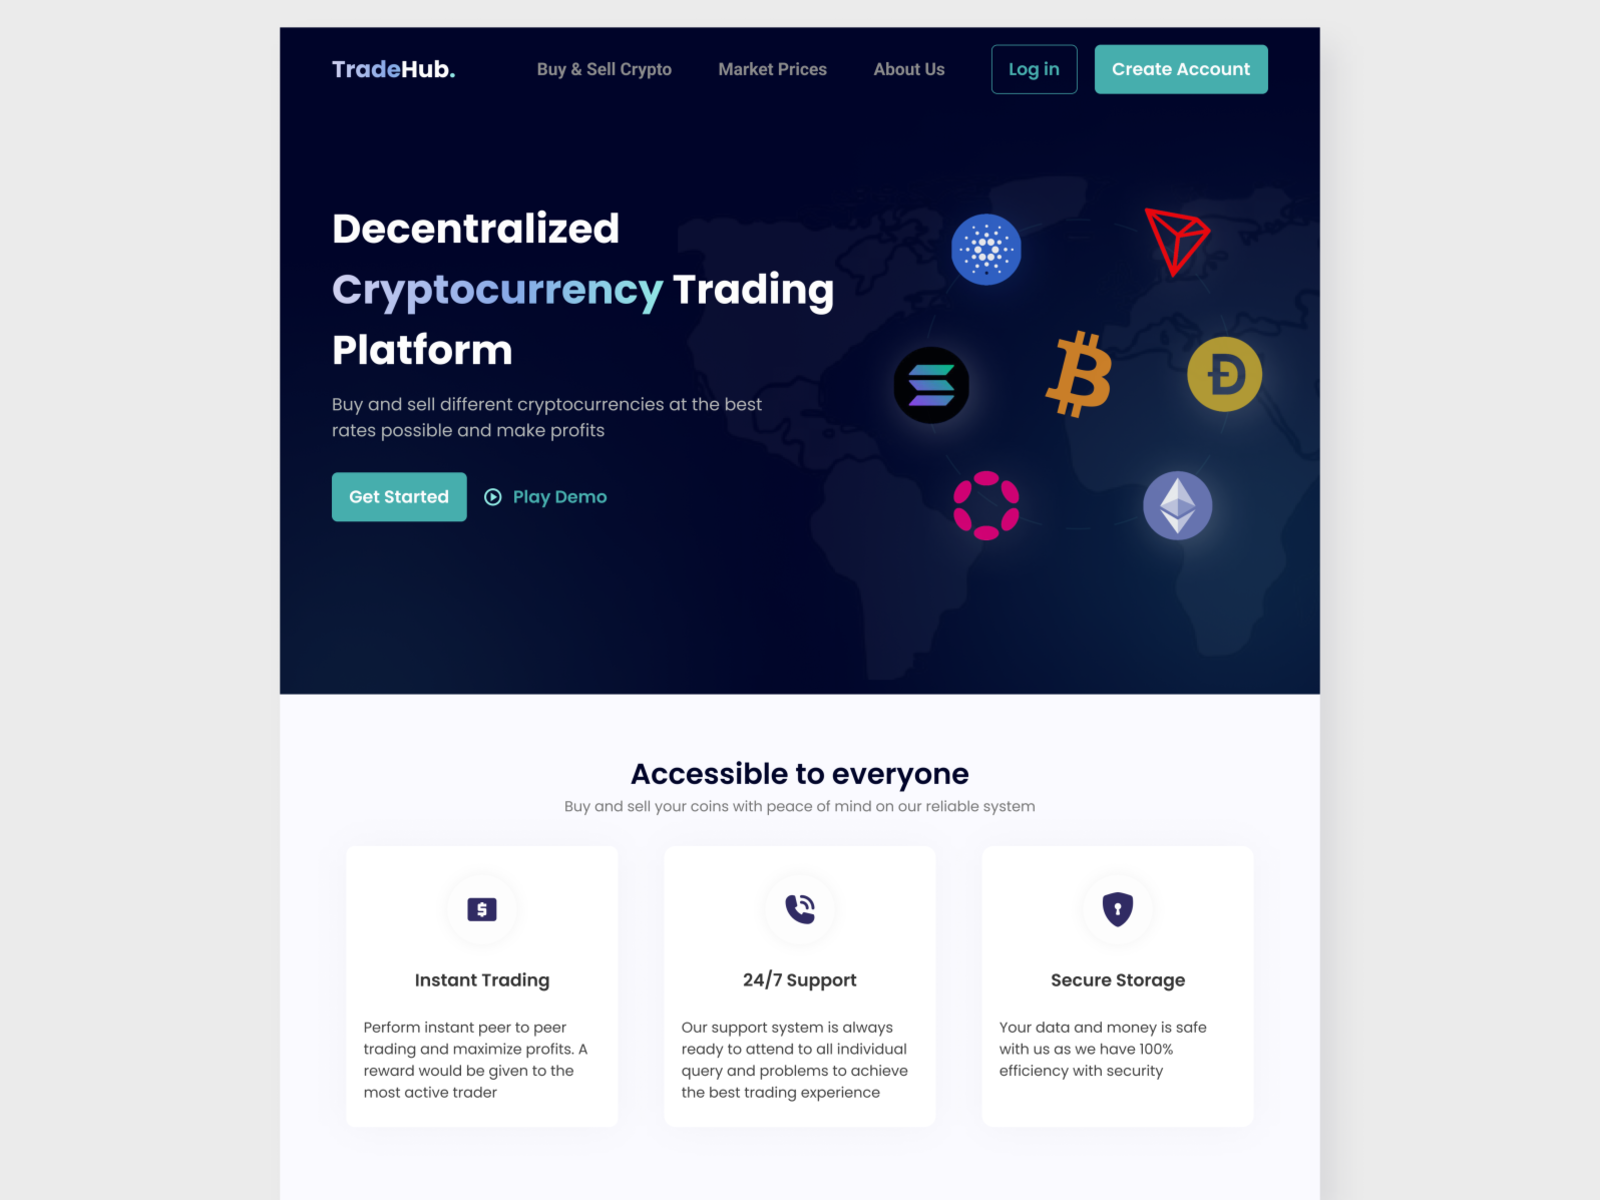 TradeHub.
Buy & Sell Crypto
Market Prices
About Us
Log in
Create Account
Decentralized
Cryptocurrency Trading
Platform
Buy and sell different cryptocurrencies at the best
rates possible and make profits
Get Started
Play Demo
Accessible to everyone
Buy and sell your coins with peace of mind on our reliable system
Instant Trading
Perform instant peer to peer
trading and maximize profits. A
reward would be given to the
most active trader
24/7 Support
Our support system is always
ready to attend to all individual
query and problems to achieve
the best trading experience
Secure Storage
Your data and money is safe
with us as we have 100%
efficiency with security